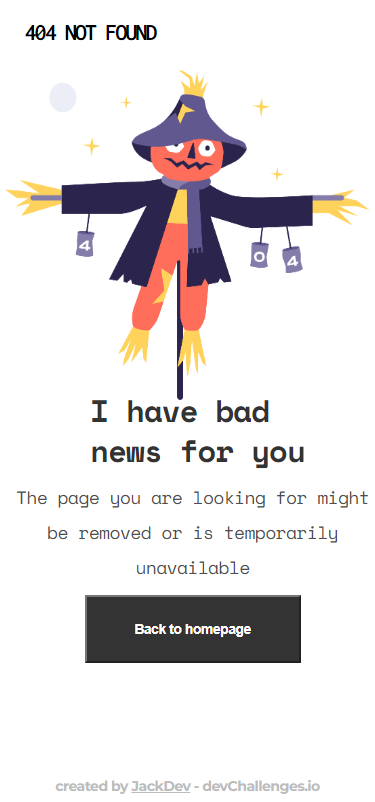 404 NOT FOUND
4
0
4
I have bad
news for you
The page you are looking for might
be removed or is temporarily
unavailable
Back to homepage
created by JackDev - devChallenges.io